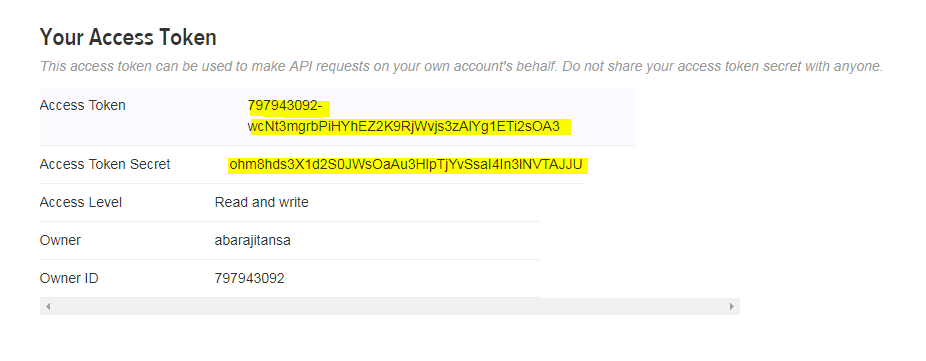 Your Access Token
This access token can be used to make API requests on your own account's behalf. Do not share your access token secret with anyone.
Access Token 797943092-
Access Token Secret
Access Level Read and write
Owner abarajitansa
Owner ID 797943092